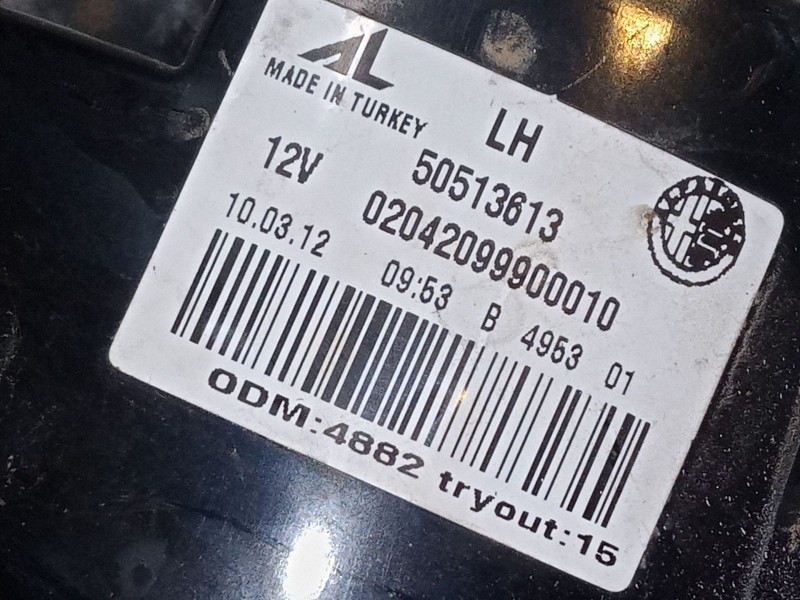 AL
MADE IN TURKEY
LH
12V 50513613
02042099900010
10.03.12 09:53 B 4953 01
ODM:4882 tryout:15